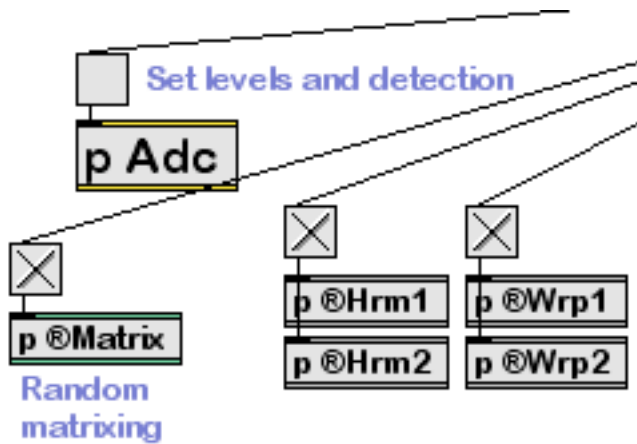 Set levels and detection
p Adc
p ®Matrix
Random
matrixing
p ®Hrm1
p ®Hrm2
p ®Wrp1
p ®Wrp2